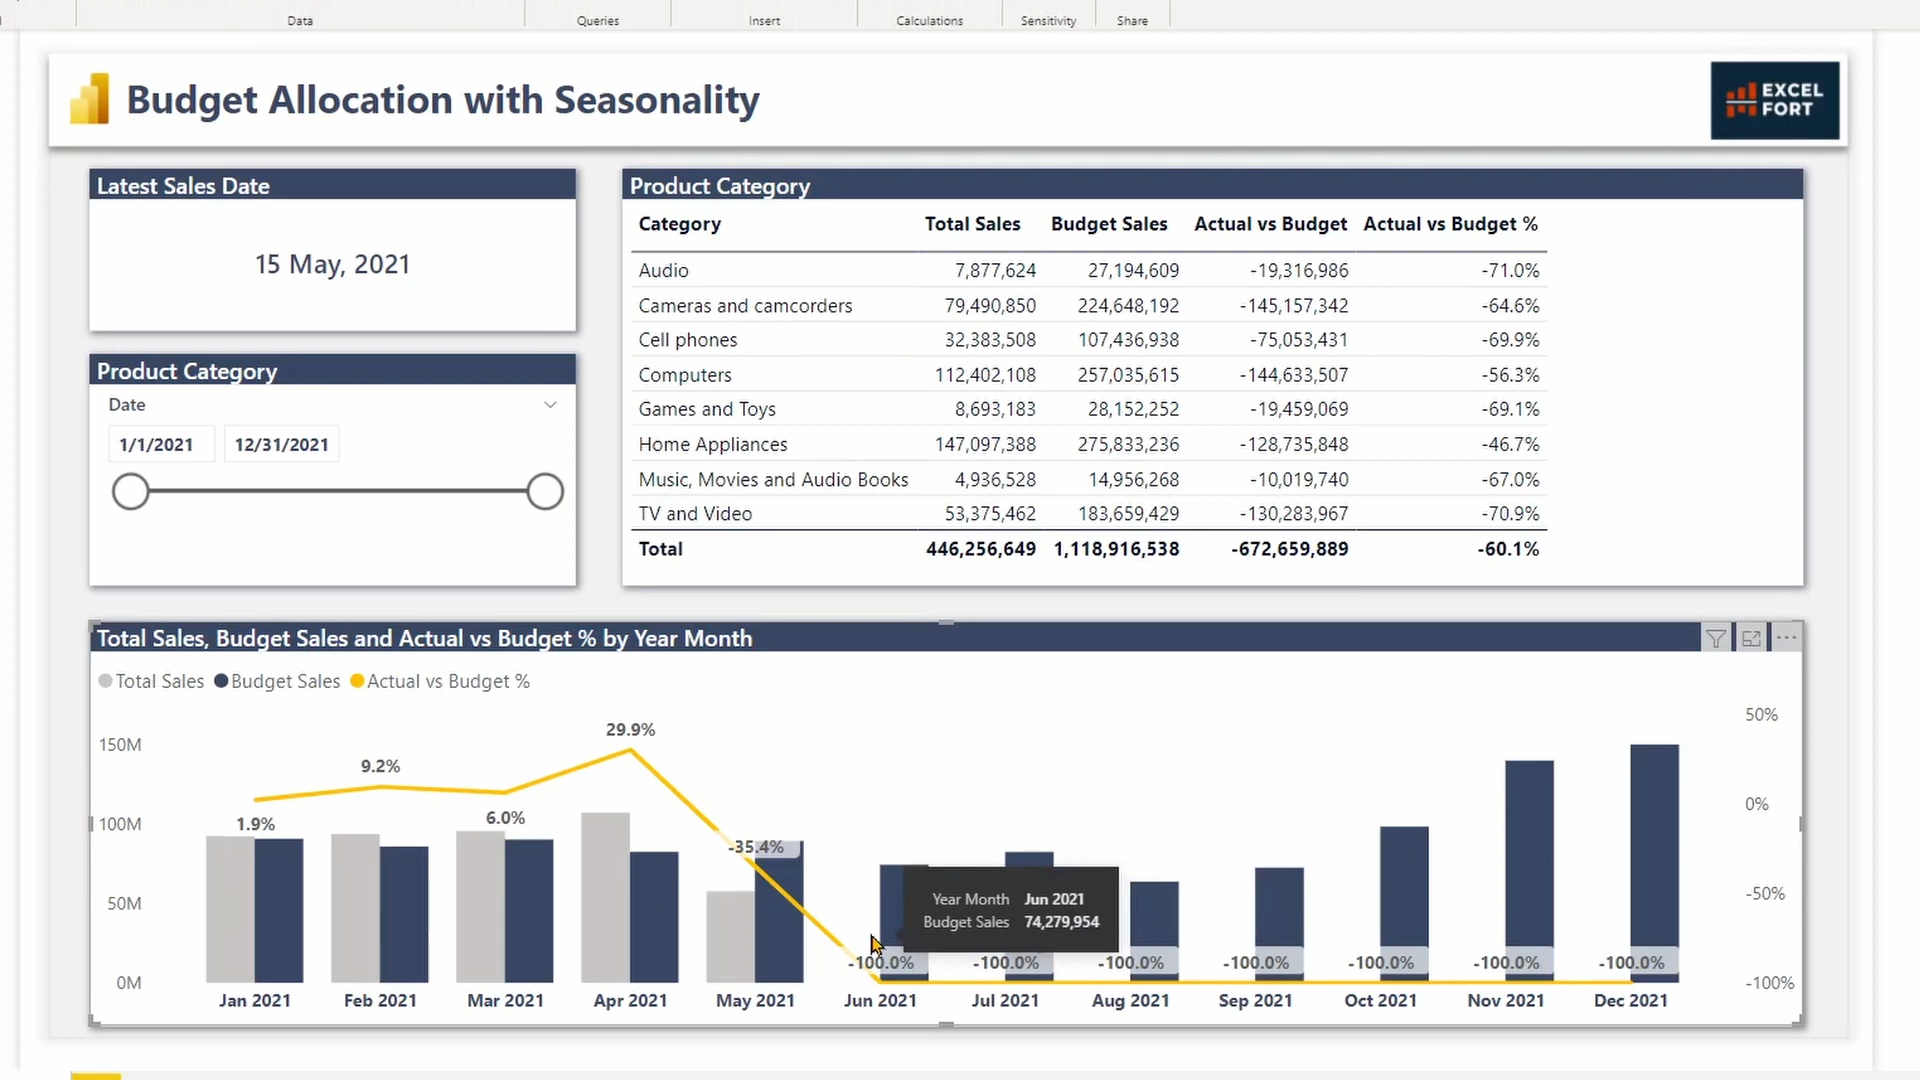 Data Queries Insert Calculations Sensitivity Share
Budget Allocation with Seasonality
EXCEL
FORT
Latest Sales Date
15 May, 2021
Product Category
Date
1/1/2021 12/31/2021
Product Category
Category Total Sales Budget Sales Actual vs Budget Actual vs Budget %
Audio 7,877,624 27,194,609 -19,316,986 -71.0%
Cameras and camcorders 79,490,850 224,648,192 -145,157,342 -64.6%
Cell phones 32,383,508 107,436,938 -75,053,431 -69.9%
Computers 112,402,108 257,035,615 -144,633,507 -56.3%
Games and Toys 8,693,183 28,152,252 -19,459,069 -69.1%
Home Appliances 147,097,388 275,833,236 -128,735,848 -46.7%
Music, Movies and Audio Books 4,936,528 14,956,268 -10,019,740 -67.0%
TV and Video 53,375,462 183,659,429 -130,283,967 -70.9%
Total 446,256,649 1,118,916,538 -672,659,889 -60.1%
Total Sales, Budget Sales and Actual vs Budget % by Year Month
Total Sales Budget Sales Actual vs Budget %
50%
29.9%
150M
9.2%
0%
6.0%
100M 1.9%
-35.4%
-50%
Year Month Jun 2021
50M
Budget Sales 74,279,954
-100.0% -100.0% -100.0% -100.0% -100.0% -100.0% -100.0%
0M -100%
Jan 2021 Feb 2021 Mar 2021 Apr 2021 May 2021 Jun 2021 Jul 2021 Aug 2021 Sep 2021 Oct 2021 Nov 2021 Dec 2021